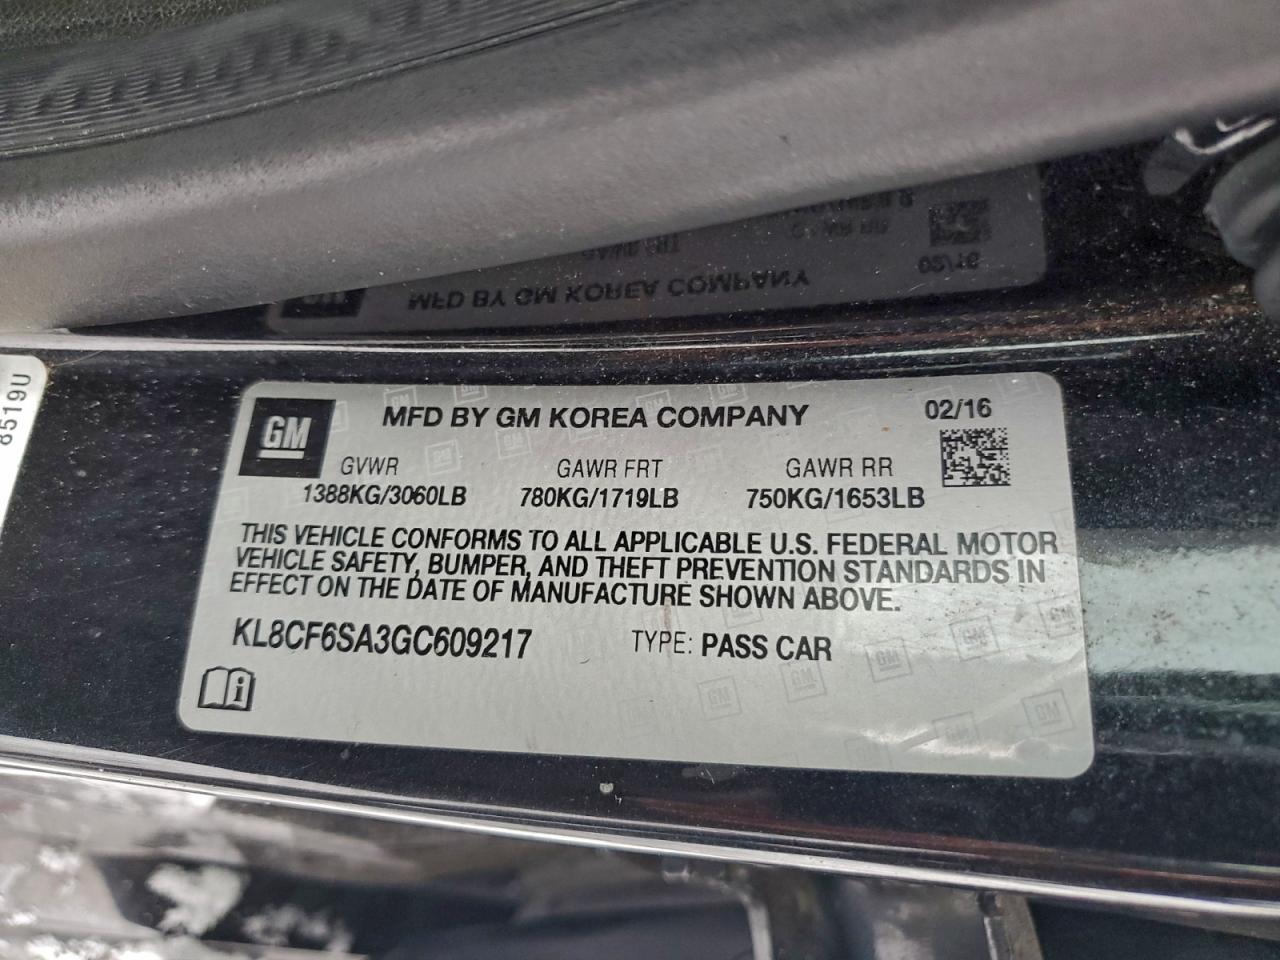 8519U
MFD BY GM KOREA COMPANY
02/16
GM
MFD BY GM KOREA COMPANY
02/16
GVWR
GAWR FRT
GAWR RR
1388KG/3060LB
780KG/1719LB
750KG/1653LB
THIS VEHICLE CONFORMS TO ALL APPLICABLE U.S. FEDERAL MOTOR
VEHICLE SAFETY, BUMPER, AND THEFT PREVENTION STANDARDS IN
EFFECT ON THE DATE OF MANUFACTURE SHOWN ABOVE.
KL8CF6SA3GC609217
TYPE: PASS CAR